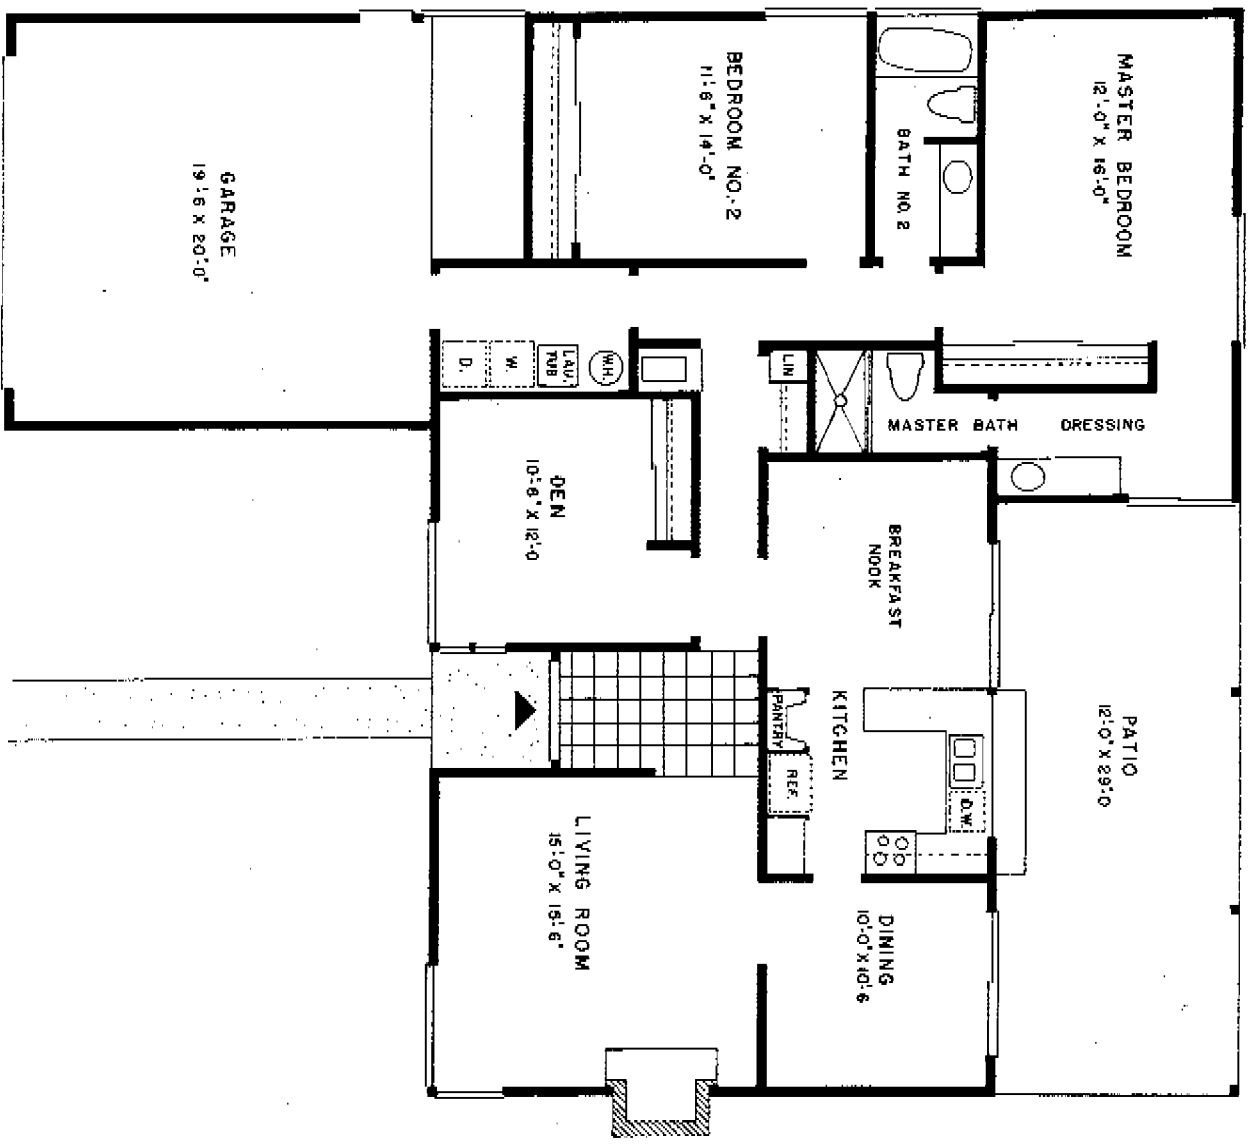 MASTER BEDROOM
12'-0" X 16'-0"
BATH NO. 2
BEDROOM NO.-2
11'-6" X 14'-0"
GARAGE
19'-6 X 20'-0"
D.
W.
LAU.
TUB
W.H.
LIN
MASTER BATH
DRESSING
DEN
10'-6" X 12'-0
BREAKFAST
NOOK
PATIO
12'-0" X 29'-0
KITCHEN
PANTRY
REF.
D.W.
LIVING ROOM
15'-0" X 15'-6"
DINING
10'-0" X 10'-6